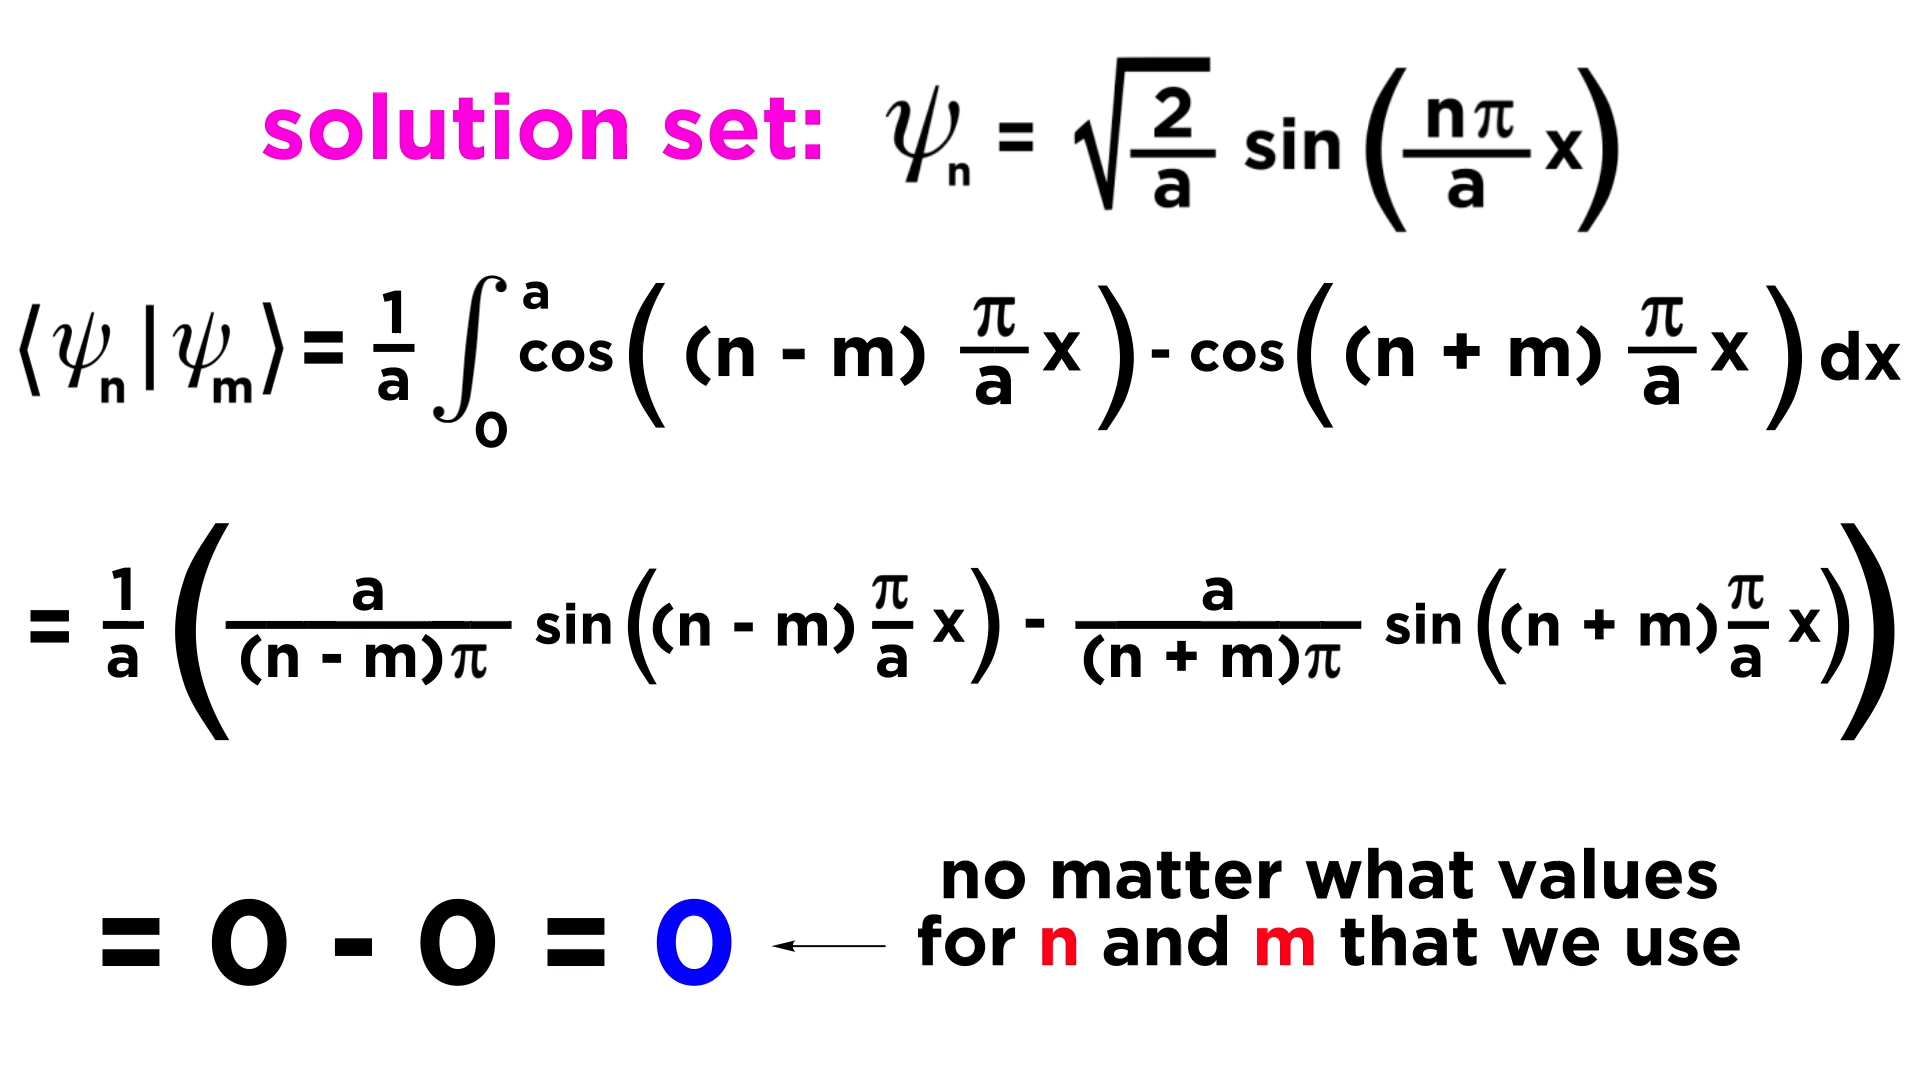 solution set: ψₙ = √(2/a) sin (nπ/a x)
⟨ψₙ|ψₘ⟩ = 1/a ∫₀ᵃ cos( (n - m) π/a x ) - cos( (n + m) π/a x ) dx
= 1/a ( a/(n - m)π sin((n - m) π/a x) - a/(n + m)π sin((n + m) π/a x) )
no matter what values
= 0 - 0 = 0 ← for n and m that we use